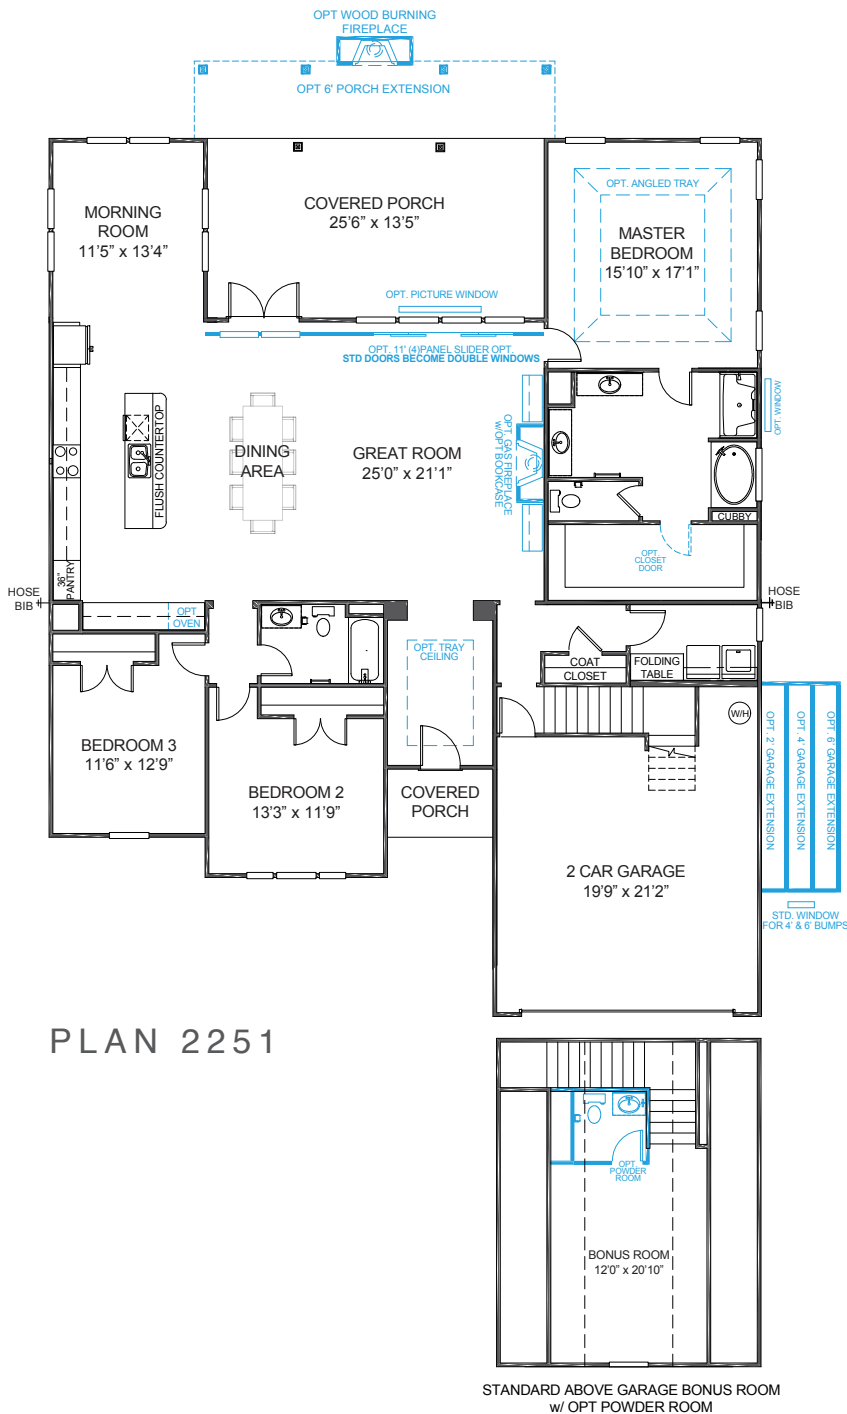 OPT WOOD BURNING
FIREPLACE
OPT 6' PORCH EXTENSION
MORNING
ROOM
11'5" x 13'4"
COVERED PORCH
25'6" x 13'5"
OPT. ANGLED TRAY
MASTER
BEDROOM
15'10" x 17'1"
OPT. PICTURE WINDOW
OPT. 11' (4)PANEL SLIDER OPT.
STD DOORS BECOME DOUBLE WINDOWS
OPT. WINDOW
FLUSH COUNTERTOP
DINING
AREA
GREAT ROOM
25'0" x 21'1"
OPT. GAS FIREPLACE
w/OPT BOOKCASE
CUBBY
OPT.
CLOSET
DOOR
36"
PANTRY
HOSE
BIB
OPT
OVEN
HOSE
BIB
OPT. TRAY
CEILING
COAT
CLOSET
FOLDING
TABLE
W/H
BEDROOM 3
11'6" x 12'9"
BEDROOM 2
13'3" x 11'9"
COVERED
PORCH
OPT. 2' GARAGE EXTENSION
OPT. 4' GARAGE EXTENSION
OPT. 6' GARAGE EXTENSION
2 CAR GARAGE
19'9" x 21'2"
STD. WINDOW
FOR 4' & 6' BUMPS
PLAN 2251
OPT.
POWDER
ROOM
BONUS ROOM
12'0" x 20'10"
STANDARD ABOVE GARAGE BONUS ROOM
w/ OPT POWDER ROOM